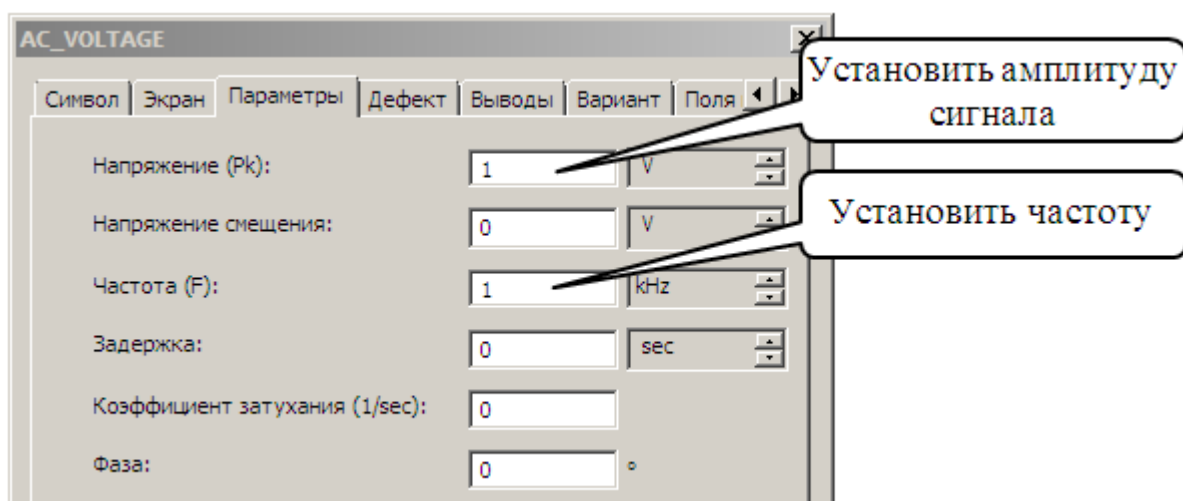 AC_VOLTAGE
Символ Экран Параметры Дефект Выводы Вариант Поля
Установить амплитуду
сигнала
Напряжение (Pk): 1 V
Напряжение смещения: 0 V
Установить частоту
Частота (F): 1 kHz
Задержка: 0 sec
Коэффициент затухания (1/sec): 0
Фаза: 0 °